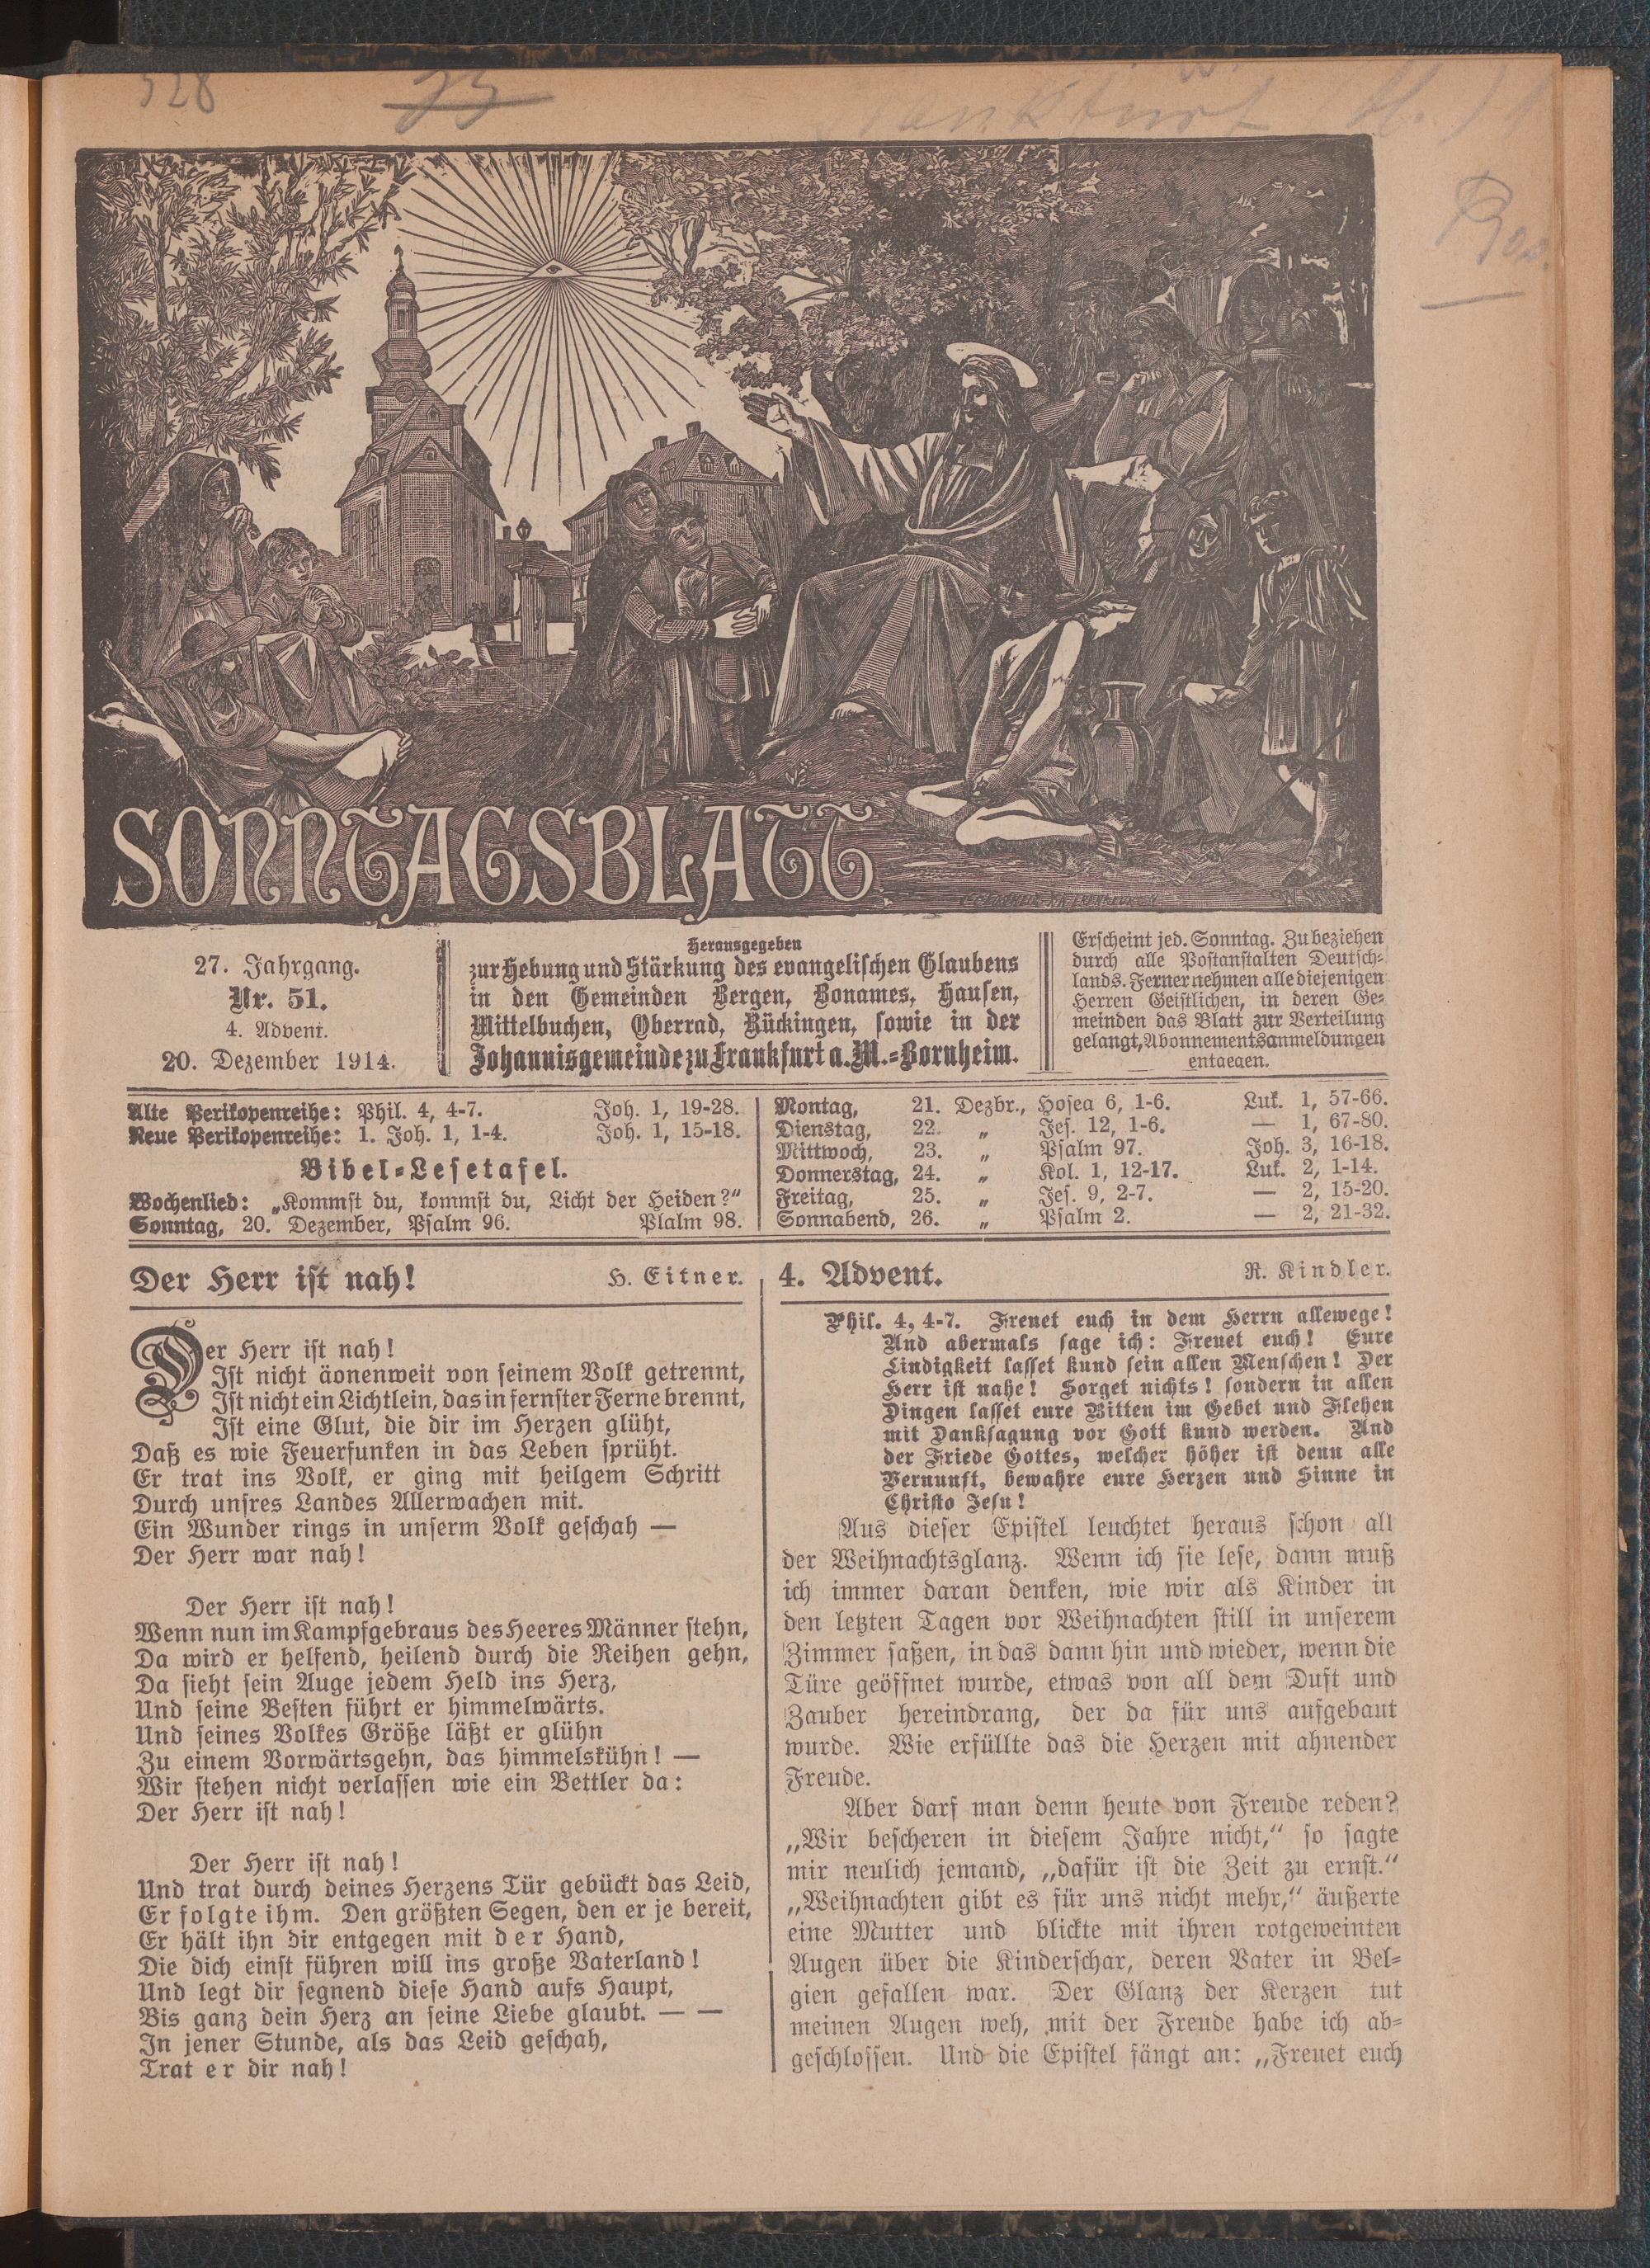 528
SONNTAGSBLATT
27. Jahrgang.
Nr. 51.
4. Advent.
20. Dezember 1914.
Herausgegeben
zur Hebung und Stärkung des evangelischen Glaubens
in den Gemeinden Bergen, Bonames, Hausen,
Mittelbuchen, Oberrad, Rückingen, sowie in der
Johannisgemeinde zu Frankfurt a. M.-Bornheim.
Erscheint jed. Sonntag. Zu beziehen
durch alle Postanstalten Deutsch-
lands. Ferner nehmen alle diejenigen
Herren Geistlichen, in deren Ge-
meinden das Blatt zur Verteilung
gelangt, Abonnementsanmeldungen
entgegen.
Alte Perikopenreihe: Phil. 4, 4-7. Joh. 1, 19-28.
Neue Perikopenreihe: 1. Joh. 1, 1-4. Joh. 1, 15-18.
Bibel-Lesetafel.
Wochenlied: „Kommst du, kommst du, Licht der Heiden?“
Sonntag, 20. Dezember, Psalm 96. Plalm 98.
Montag, 21. Dezbr., Hosea 6, 1-6. Luk. 1, 57-66.
Dienstag, 22. „ Jes. 12, 1-6. — 1, 67-80.
Mittwoch, 23. „ Psalm 97. Joh. 3, 16-18.
Donnerstag, 24. „ Kol. 1, 12-17. Luk. 2, 1-14.
Freitag, 25. „ Jes. 9, 2-7. — 2, 15-20.
Sonnabend, 26. „ Psalm 2. — 2, 21-32.
Der Herr ist nah! H. Eitner.
Der Herr ist nah!
Ist nicht äonenweit von seinem Volk getrennt,
Ist nicht ein Lichtlein, das in fernster Ferne brennt,
Ist eine Glut, die dir im Herzen glüht,
Daß es wie Feuerfunken in das Leben sprüht.
Er trat ins Volk, er ging mit heilgem Schritt
Durch unsres Landes Allerwachen mit.
Ein Wunder rings in unserm Volk geschah —
Der Herr war nah!
Der Herr ist nah!
Wenn nun im Kampfgebraus des Heeres Männer stehn,
Da wird er helfend, heilend durch die Reihen gehn,
Da sieht sein Auge jedem Held ins Herz,
Und seine Besten führt er himmelwärts.
Und seines Volkes Größe läßt er glühn
Zu einem Vorwärtsgehn, das himmelskühn! —
Wir stehen nicht verlassen wie ein Bettler da:
Der Herr ist nah!
Der Herr ist nah!
Und trat durch deines Herzens Tür gebückt das Leid,
Er folgte ihm. Den größten Segen, den er je bereit,
Er hält ihn dir entgegen mit der Hand,
Die dich einst führen will ins große Vaterland!
Und legt dir segnend diese Hand aufs Haupt,
Bis ganz dein Herz an seine Liebe glaubt. — —
In jener Stunde, als das Leid geschah,
Trat er dir nah!
4. Advent. R. Kindler.
Phil. 4, 4-7. Freuet euch in dem Herrn allewege!
Und abermals sage ich: Freuet euch! Eure
Lindigkeit lasset kund sein allen Menschen! Der
Herr ist nahe! Sorget nichts! sondern in allen
Dingen lasset eure Bitten im Gebet und Flehen
mit Danksagung vor Gott kund werden. Und
der Friede Gottes, welcher höher ist denn alle
Vernunft, bewahre eure Herzen und Sinne in
Christo Jesu!
Aus dieser Epistel leuchtet heraus schon all
der Weihnachtsglanz. Wenn ich sie lese, dann muß
ich immer daran denken, wie wir als Kinder in
den letzten Tagen vor Weihnachten still in unserem
Zimmer saßen, in das dann hin und wieder, wenn die
Türe geöffnet wurde, etwas von all dem Duft und
Zauber hereindrang, der da für uns aufgebaut
wurde. Wie erfüllte das die Herzen mit ahnender
Freude.
Aber darf man denn heute von Freude reden?
„Wir bescheren in diesem Jahre nicht,“ so sagte
mir neulich jemand, „dafür ist die Zeit zu ernst.“
„Weihnachten gibt es für uns nicht mehr,“ äußerte
eine Mutter und blickte mit ihren rotgeweinten
Augen über die Kinderschar, deren Vater in Bel-
gien gefallen war. Der Glanz der Kerzen tut
meinen Augen weh, mit der Freude habe ich ab-
geschlossen. Und die Epistel fängt an: „Freuet euch